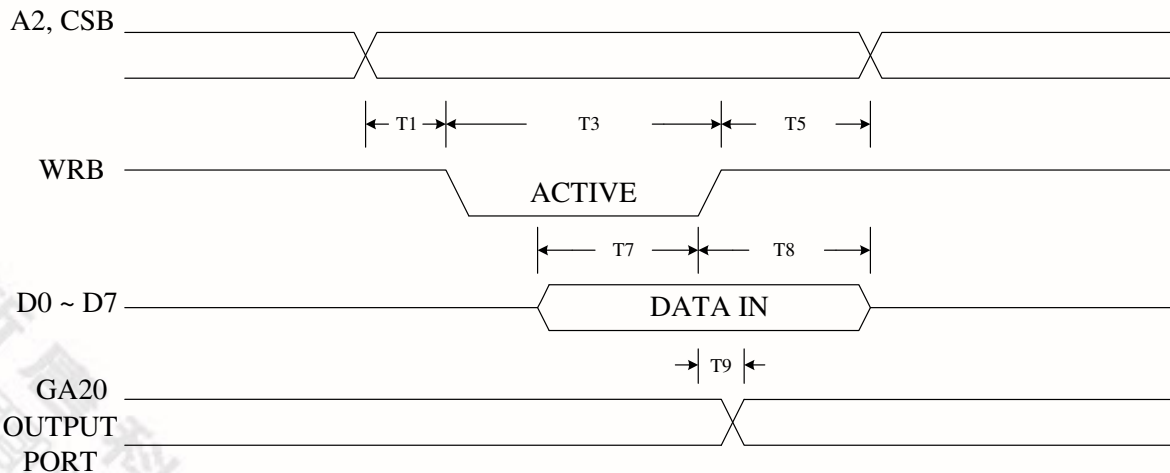 A2, CSB
T1
T3
T5
WRB
ACTIVE
T7
T8
D0 ~ D7
DATA IN
T9
GA20
OUTPUT
PORT